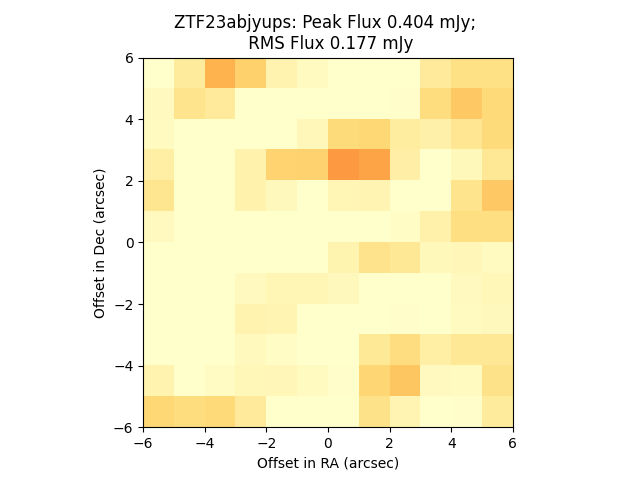 ZTF23abjyups: Peak Flux 0.404 mJy;
RMS Flux 0.177 mJy
6
4
2
0
−2
−4
−6
Offset in Dec (arcsec)
−6 −4 −2 0 2 4 6
Offset in RA (arcsec)